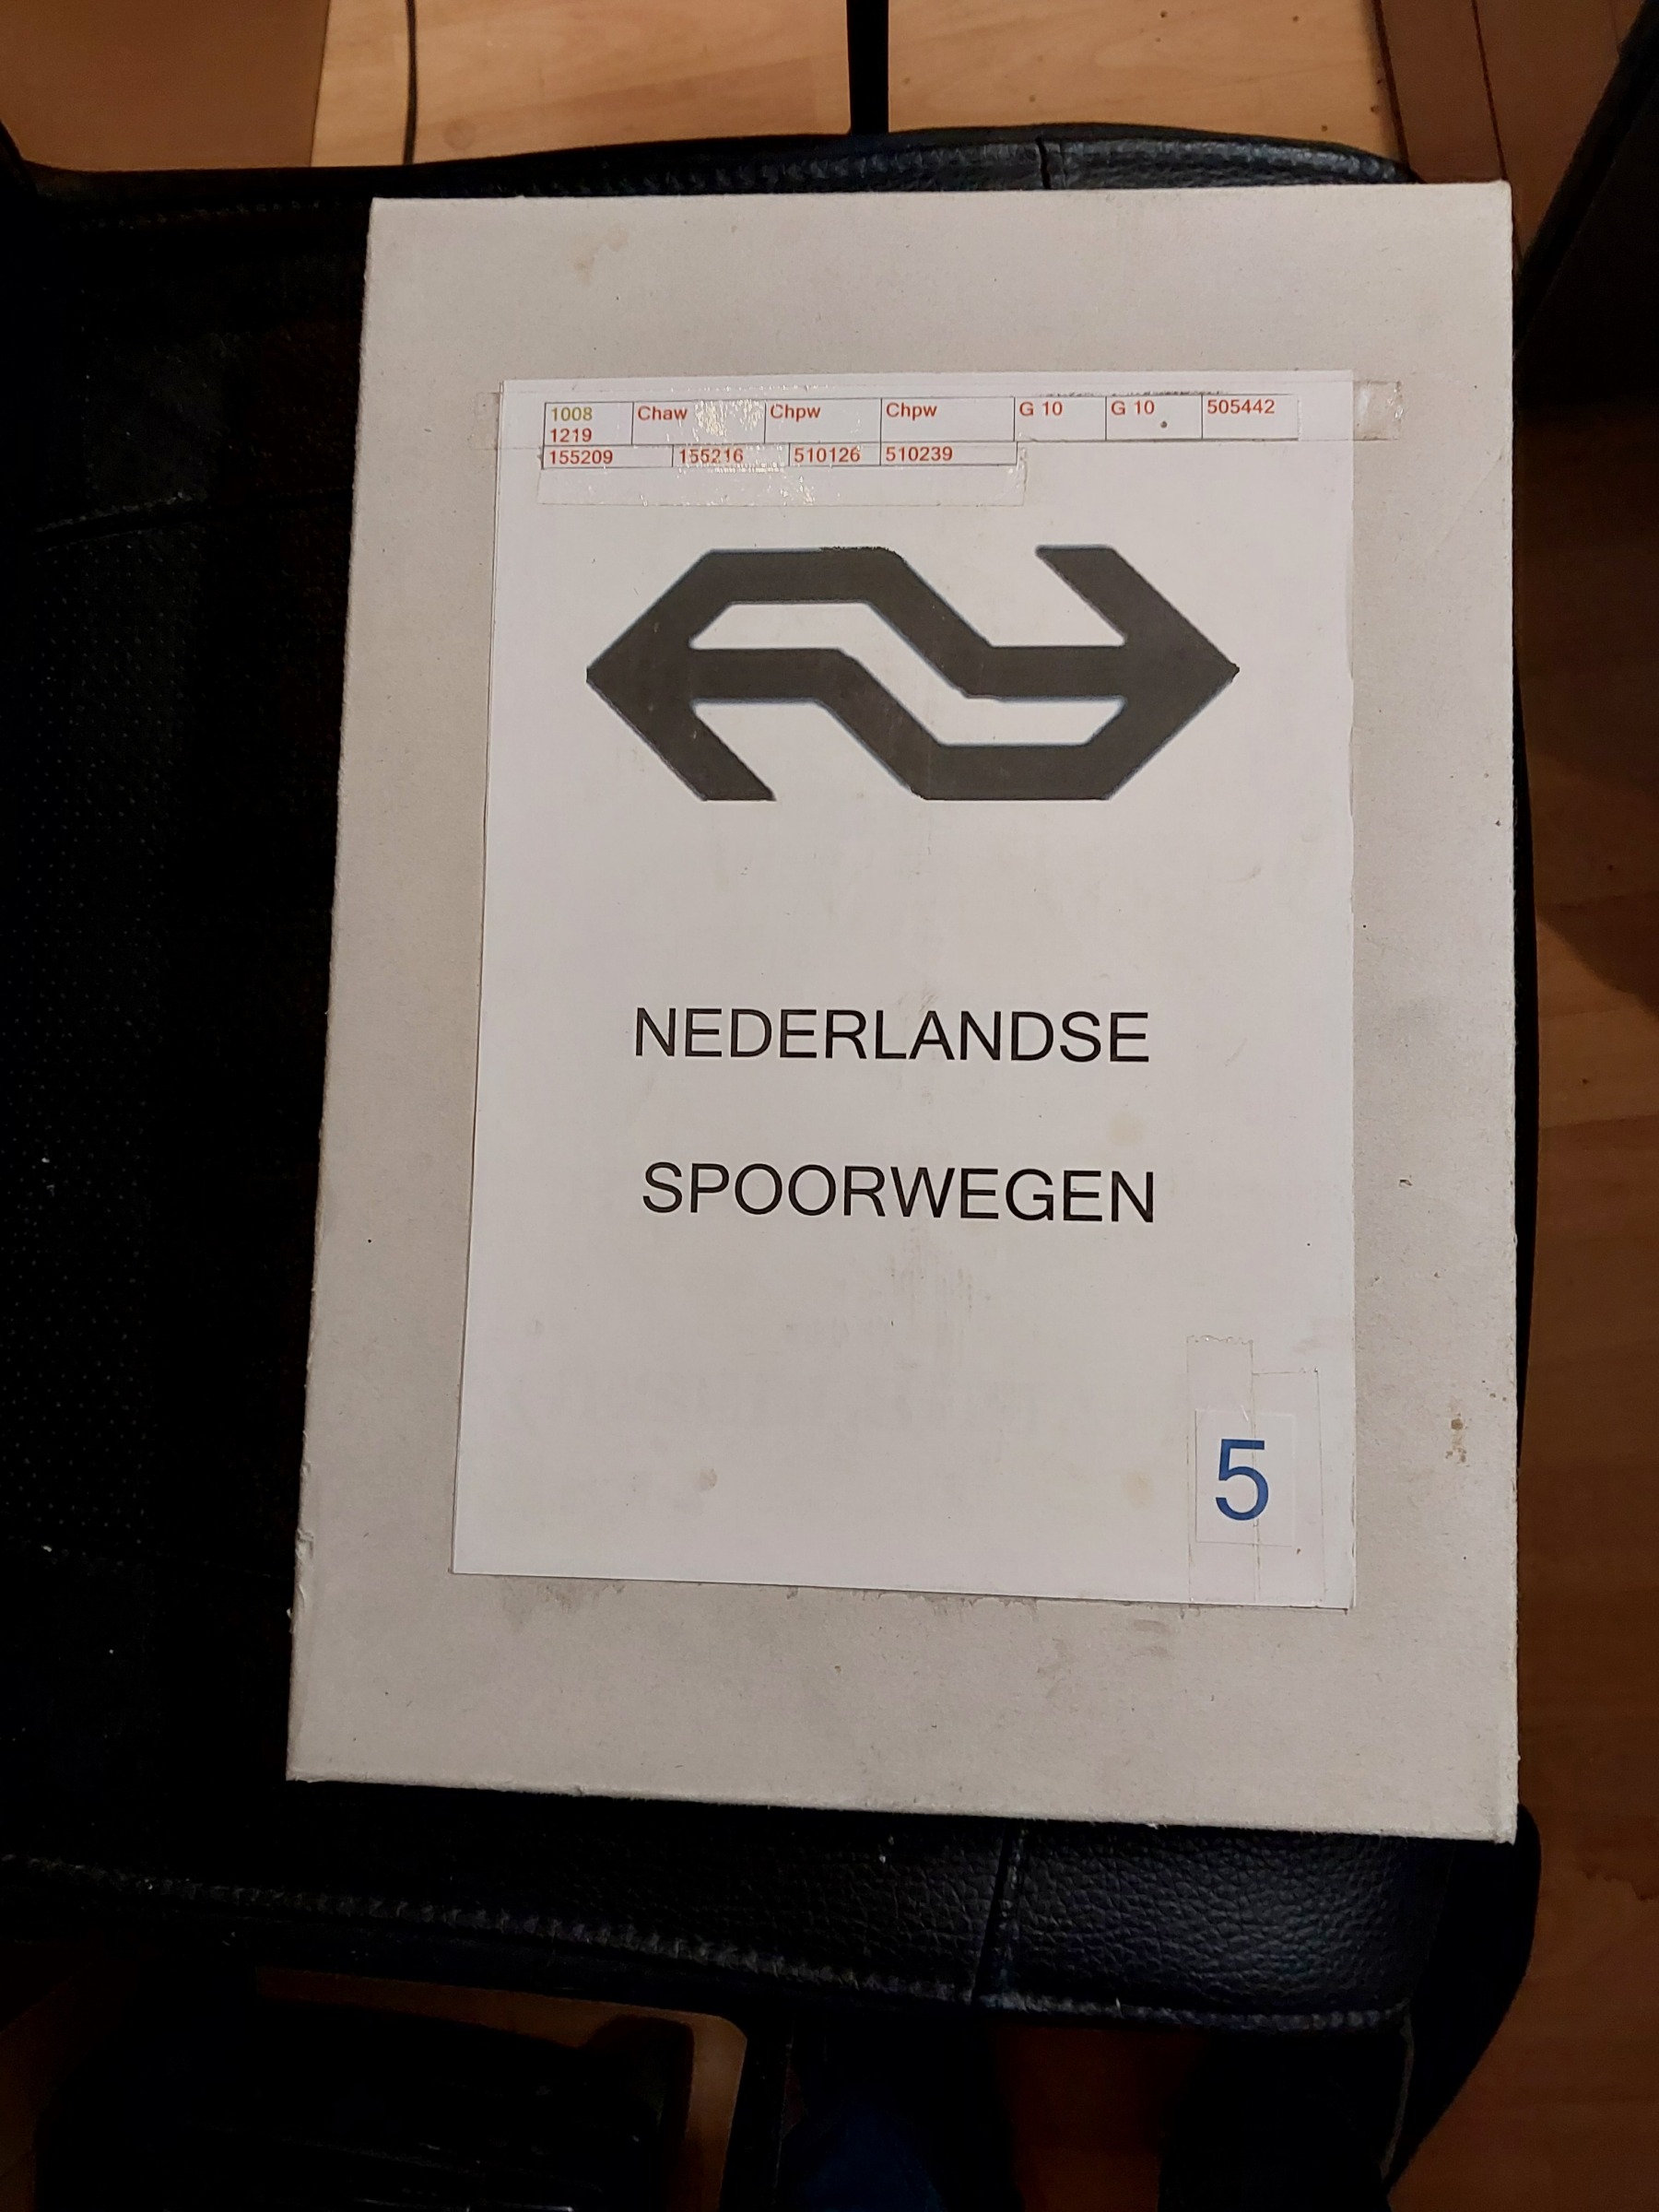 1008 Chaw Chpw Chpw G 10 G 10 505442
1219
155209 155216 510126 510239
NEDERLANDSE
SPOORWEGEN
5